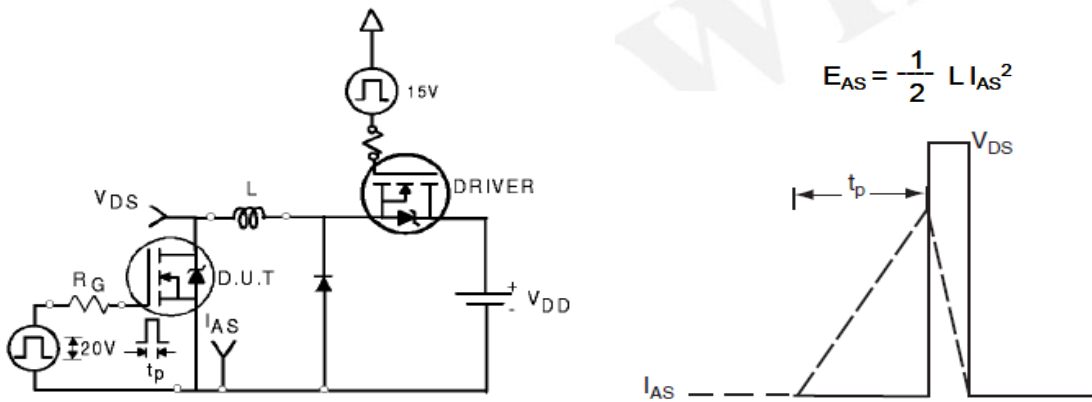 15V
DRIVER
L
VDS
D.U.T
RG
IAS
20V
tp
+
-
VDD
EAS = 1/2 L IAS²
VDS
tp
IAS